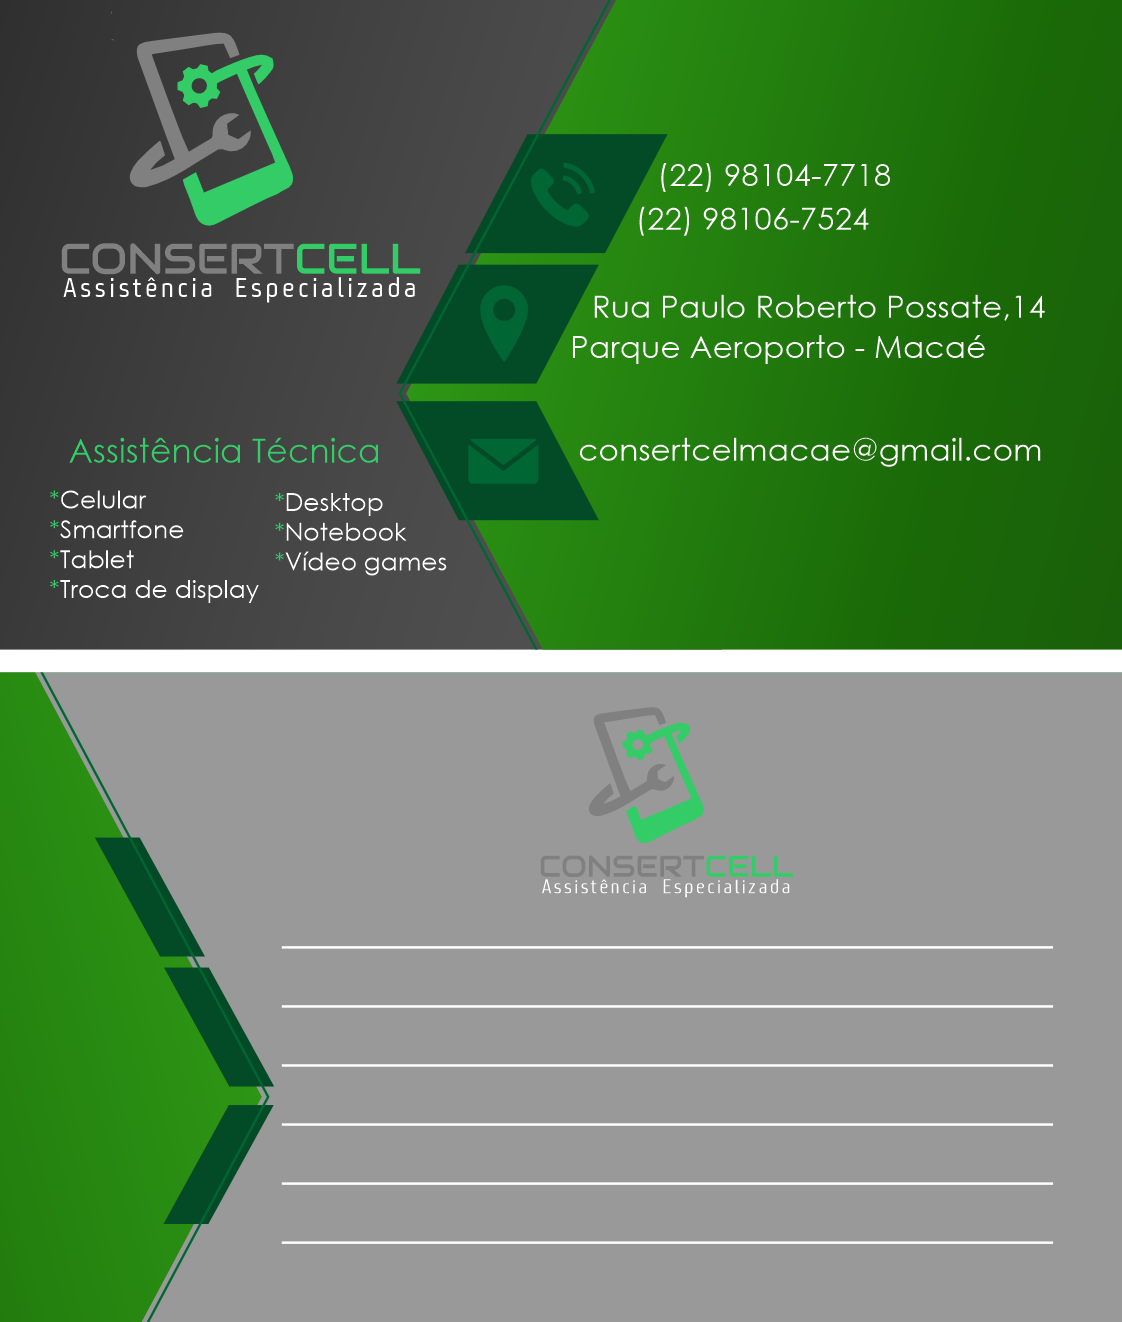 CONSERTCELL
Assistência Especializada
(22) 98104-7718
(22) 98106-7524
Rua Paulo Roberto Possate,14
Parque Aeroporto - Macaé
consertcelmacae@gmail.com
Assistência Técnica
*Celular
*Smartfone
*Tablet
*Troca de display
*Desktop
*Notebook
*Vídeo games
CONSERTCELL
Assistência Especializada